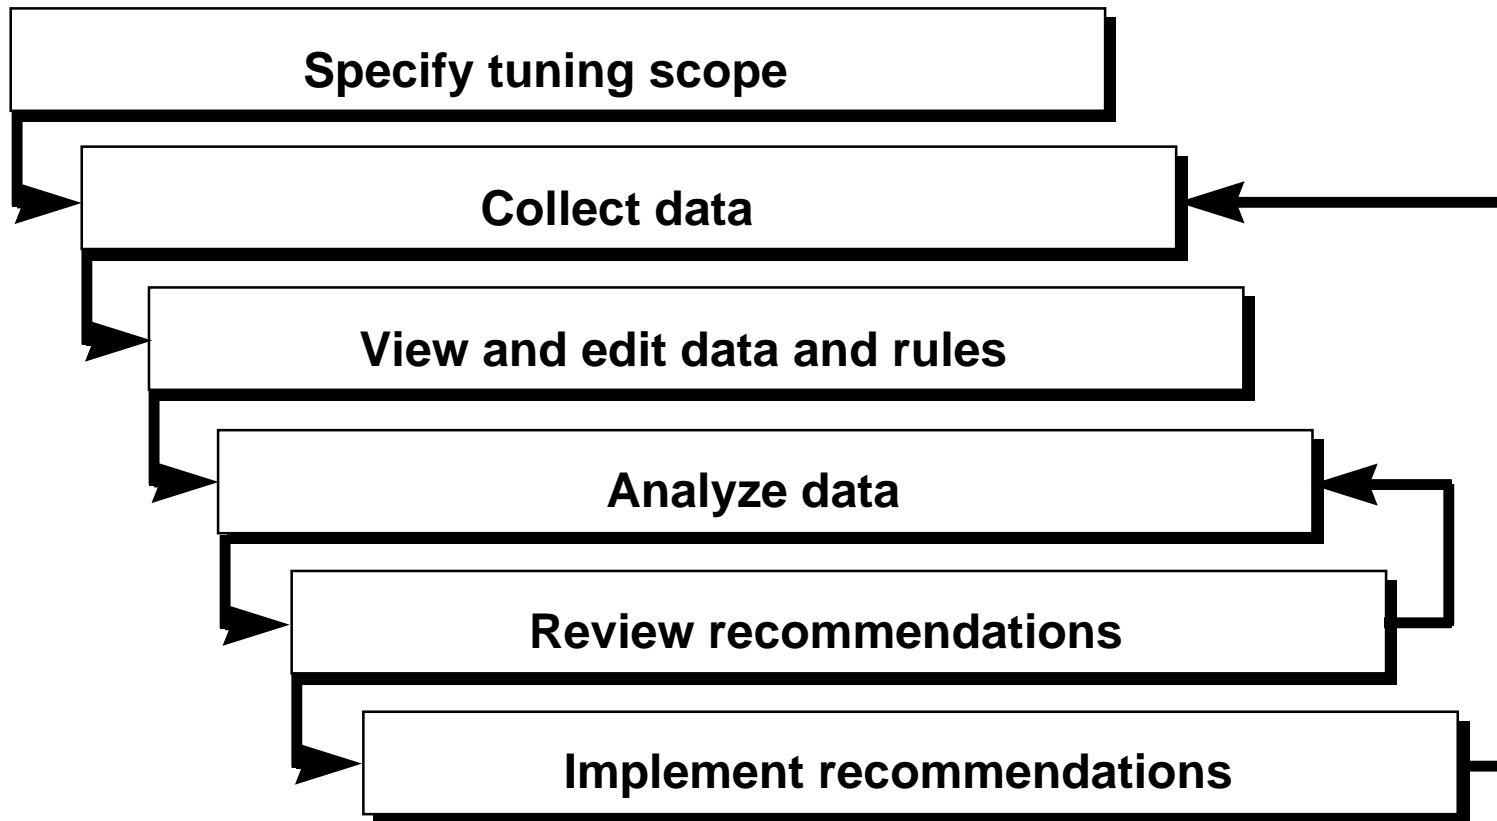 Specify tuning scope
Collect data
View and edit data and rules
Analyze data
Review recommendations
Implement recommendations